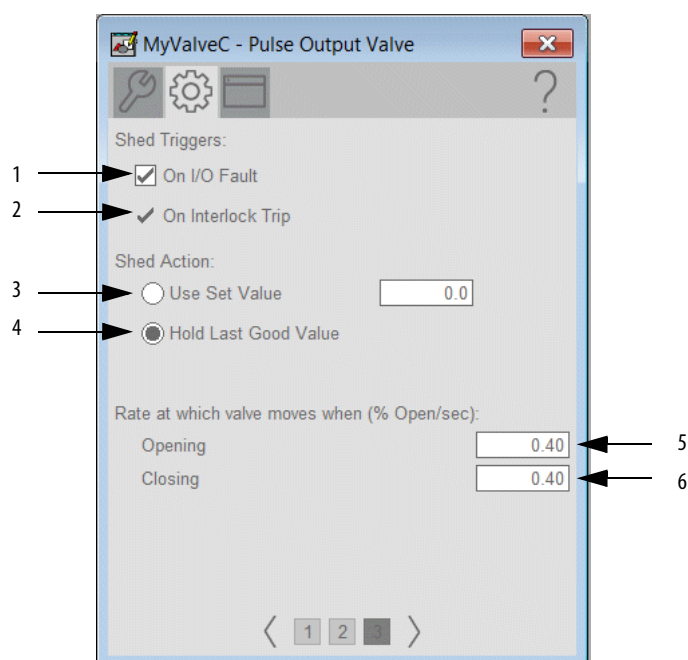 MyValveC - Pulse Output Valve
?
Shed Triggers:
1 On I/O Fault
2 On Interlock Trip
Shed Action:
3 Use Set Value 0.0
4 Hold Last Good Value
Rate at which valve moves when (% Open/sec):
Opening 0.40 5
Closing 0.40 6
1 2 3